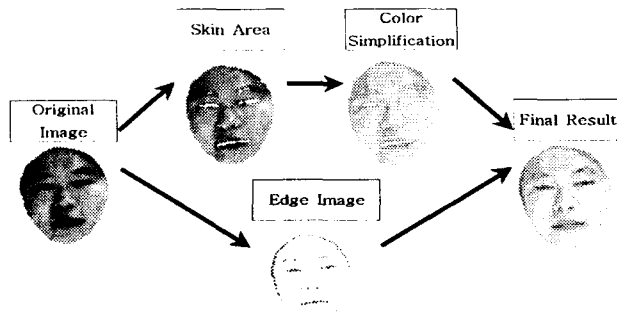 Skin Area
Color
Simplification
Original
Image
Final Result
Edge Image